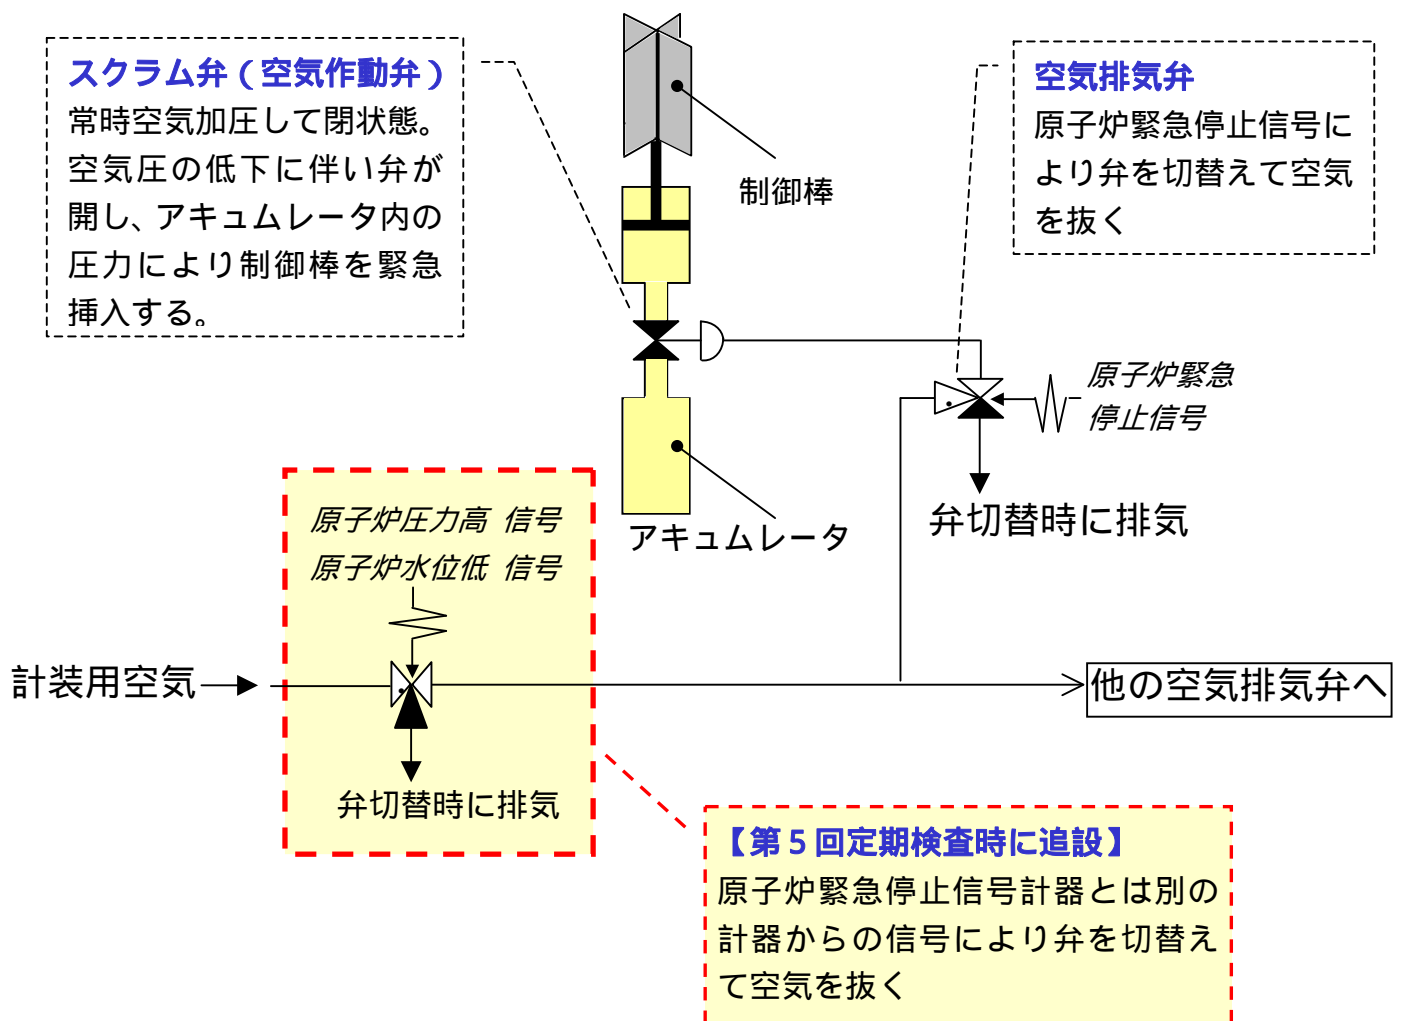 スクラム弁（空気作動弁）
常時空気加圧して閉状態。
空気圧の低下に伴い弁が
開し、アキュムレータ内の
圧力により制御棒を緊急
挿入する。
制御棒
空気排気弁
原子炉緊急停止信号に
より弁を切替えて空気
を抜く
原子炉緊急
停止信号
弁切替時に排気
アキュムレータ
原子炉圧力高 信号
原子炉水位低 信号
計装用空気
弁切替時に排気
他の空気排気弁へ
【第５回定期検査時に追設】
原子炉緊急停止信号計器とは別の
計器からの信号により弁を切替え
て空気を抜く